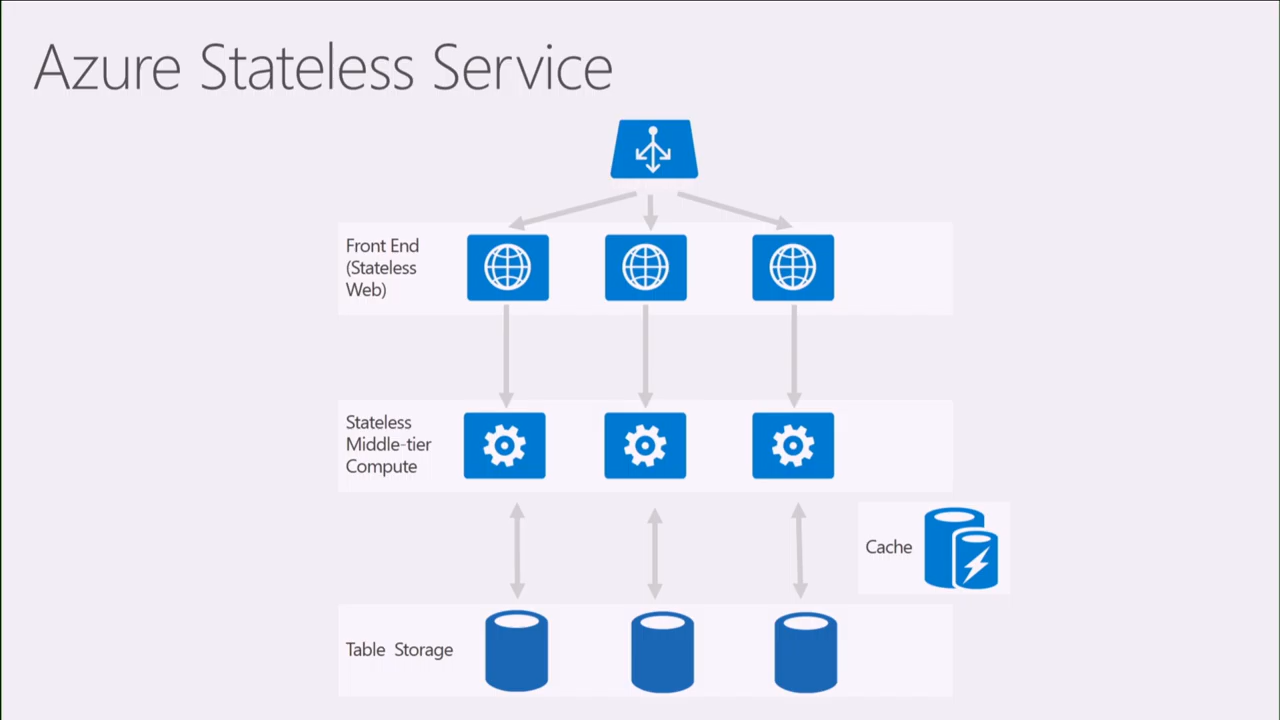 Azure Stateless Service
Front End
(Stateless
Web)
Stateless
Middle-tier
Compute
Cache
Table Storage